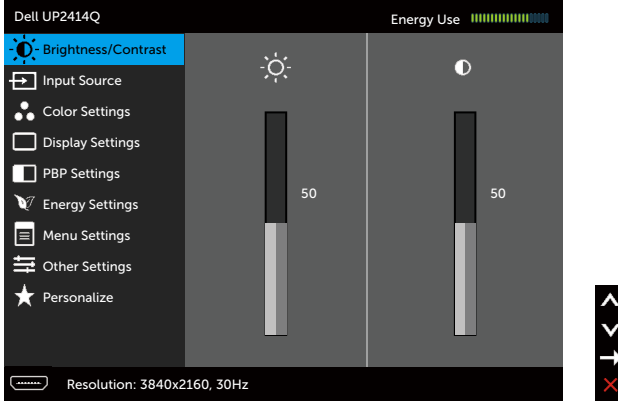 Dell UP2414Q
Energy Use
Brightness/Contrast
Input Source
Color Settings
Display Settings
PBP Settings
Energy Settings
Menu Settings
Other Settings
Personalize
50
50
Resolution: 3840x2160, 30Hz